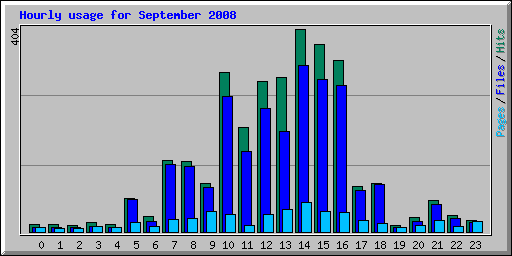 Hourly usage for September 2008
404
Pages / Files / Hits
0 1 2 3 4 5 6 7 8 9 10 11 12 13 14 15 16 17 18 19 20 21 22 23